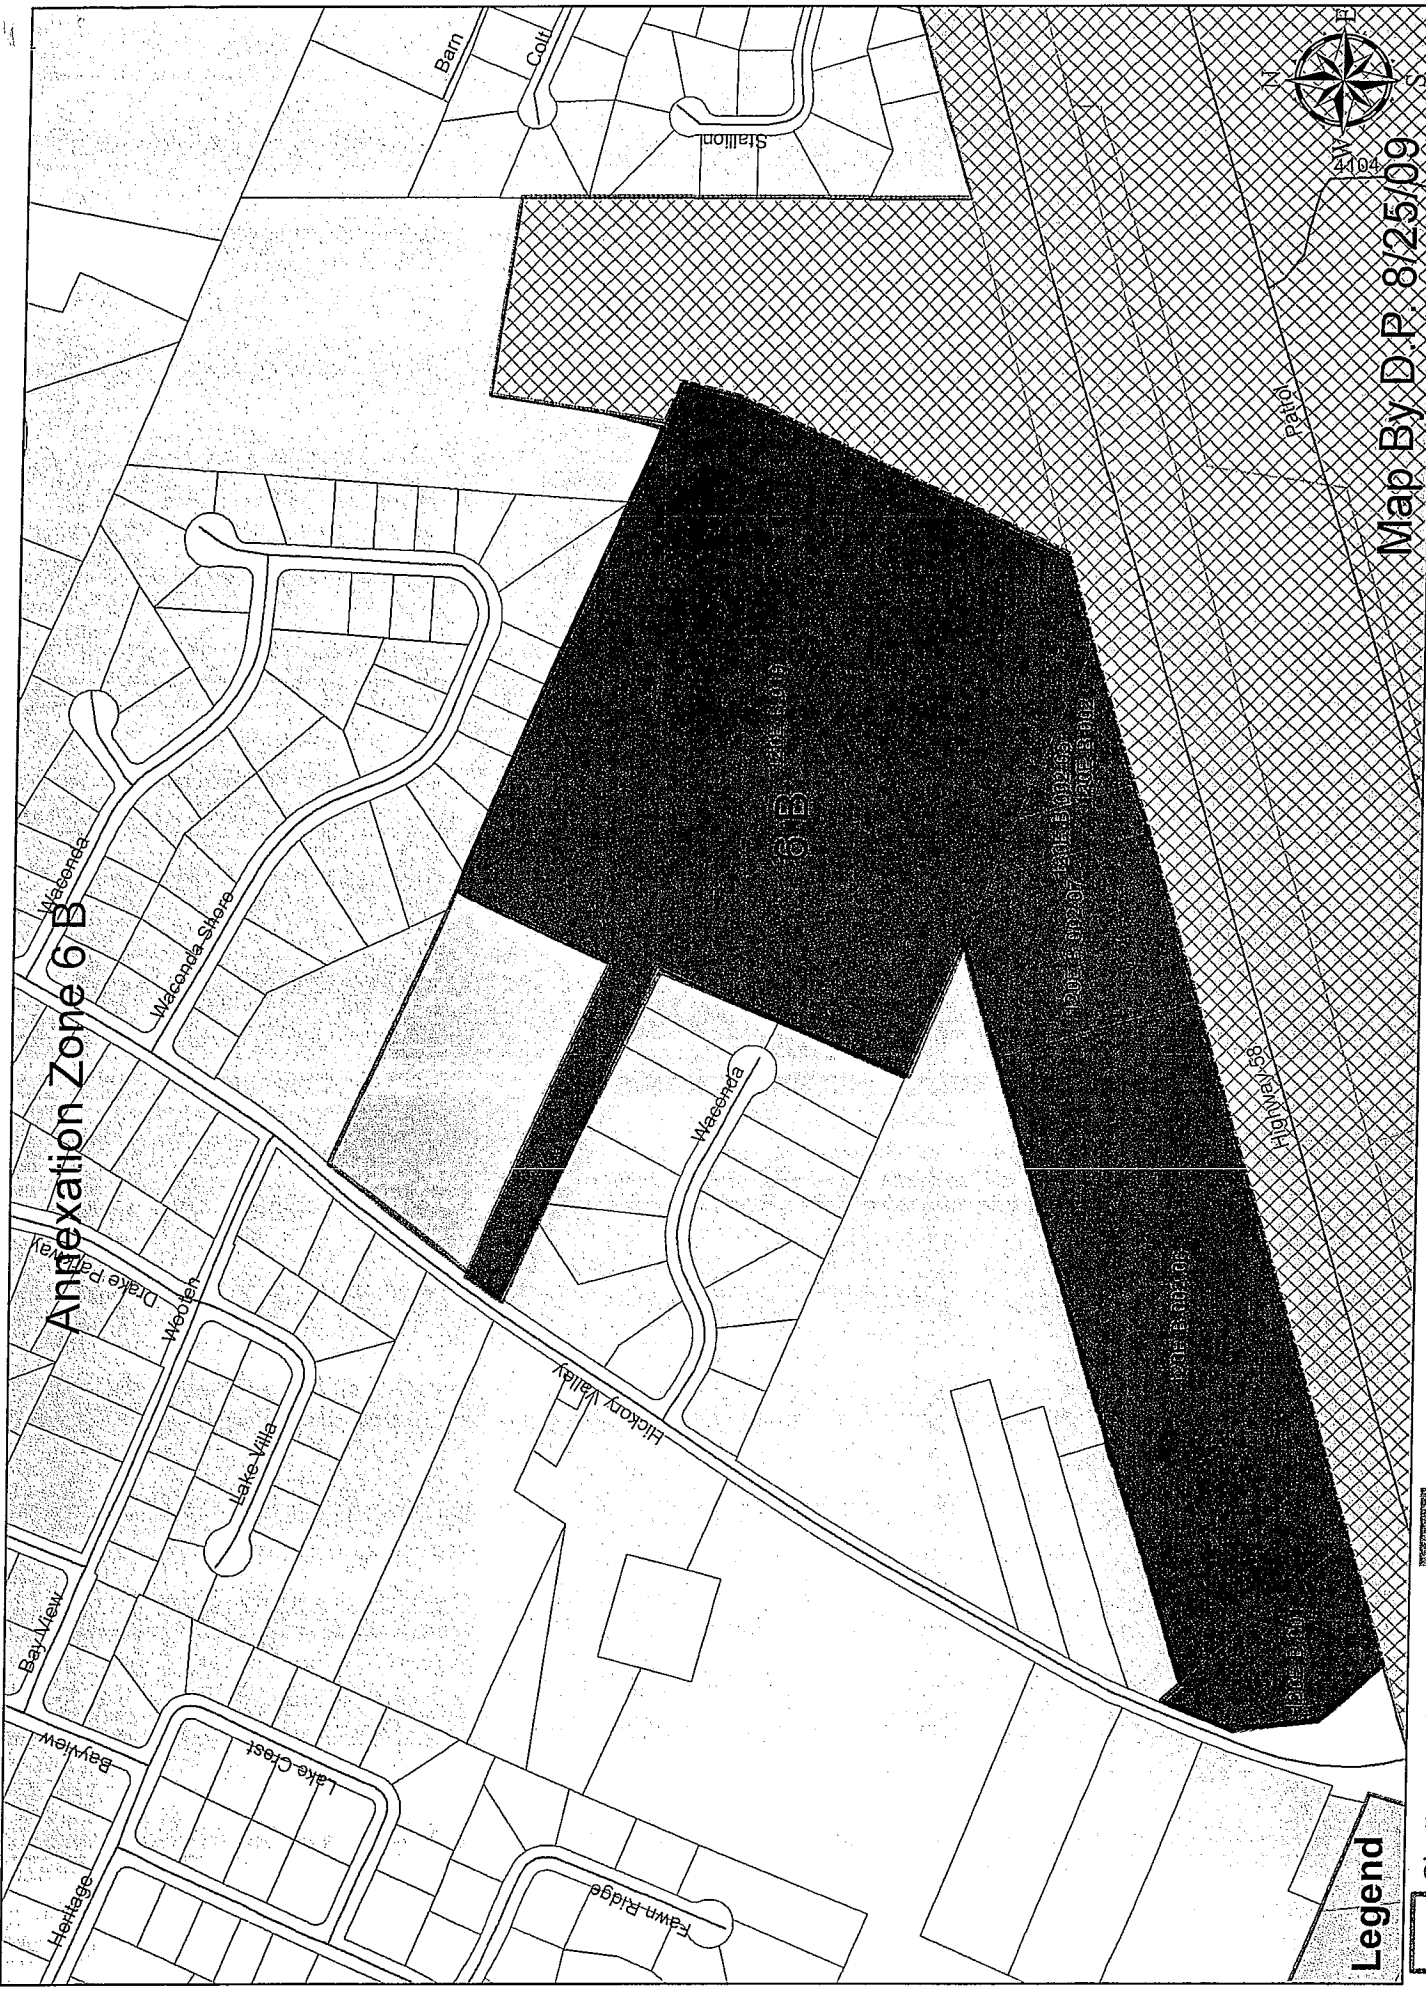 Annexation Zone 6 B
Barn
Colt
Stallion
Waconda
Waconda Shore
Drake Parkway
Wooten
Lake Villa
Bay View
Bayview
Lake Crest
Heritage
Fawn Ridge
Hickory Valley
Waconda
6 B
Highway 58
Patrol
4104
N
E
S
W
Map By D.P. 8/25/09
Legend